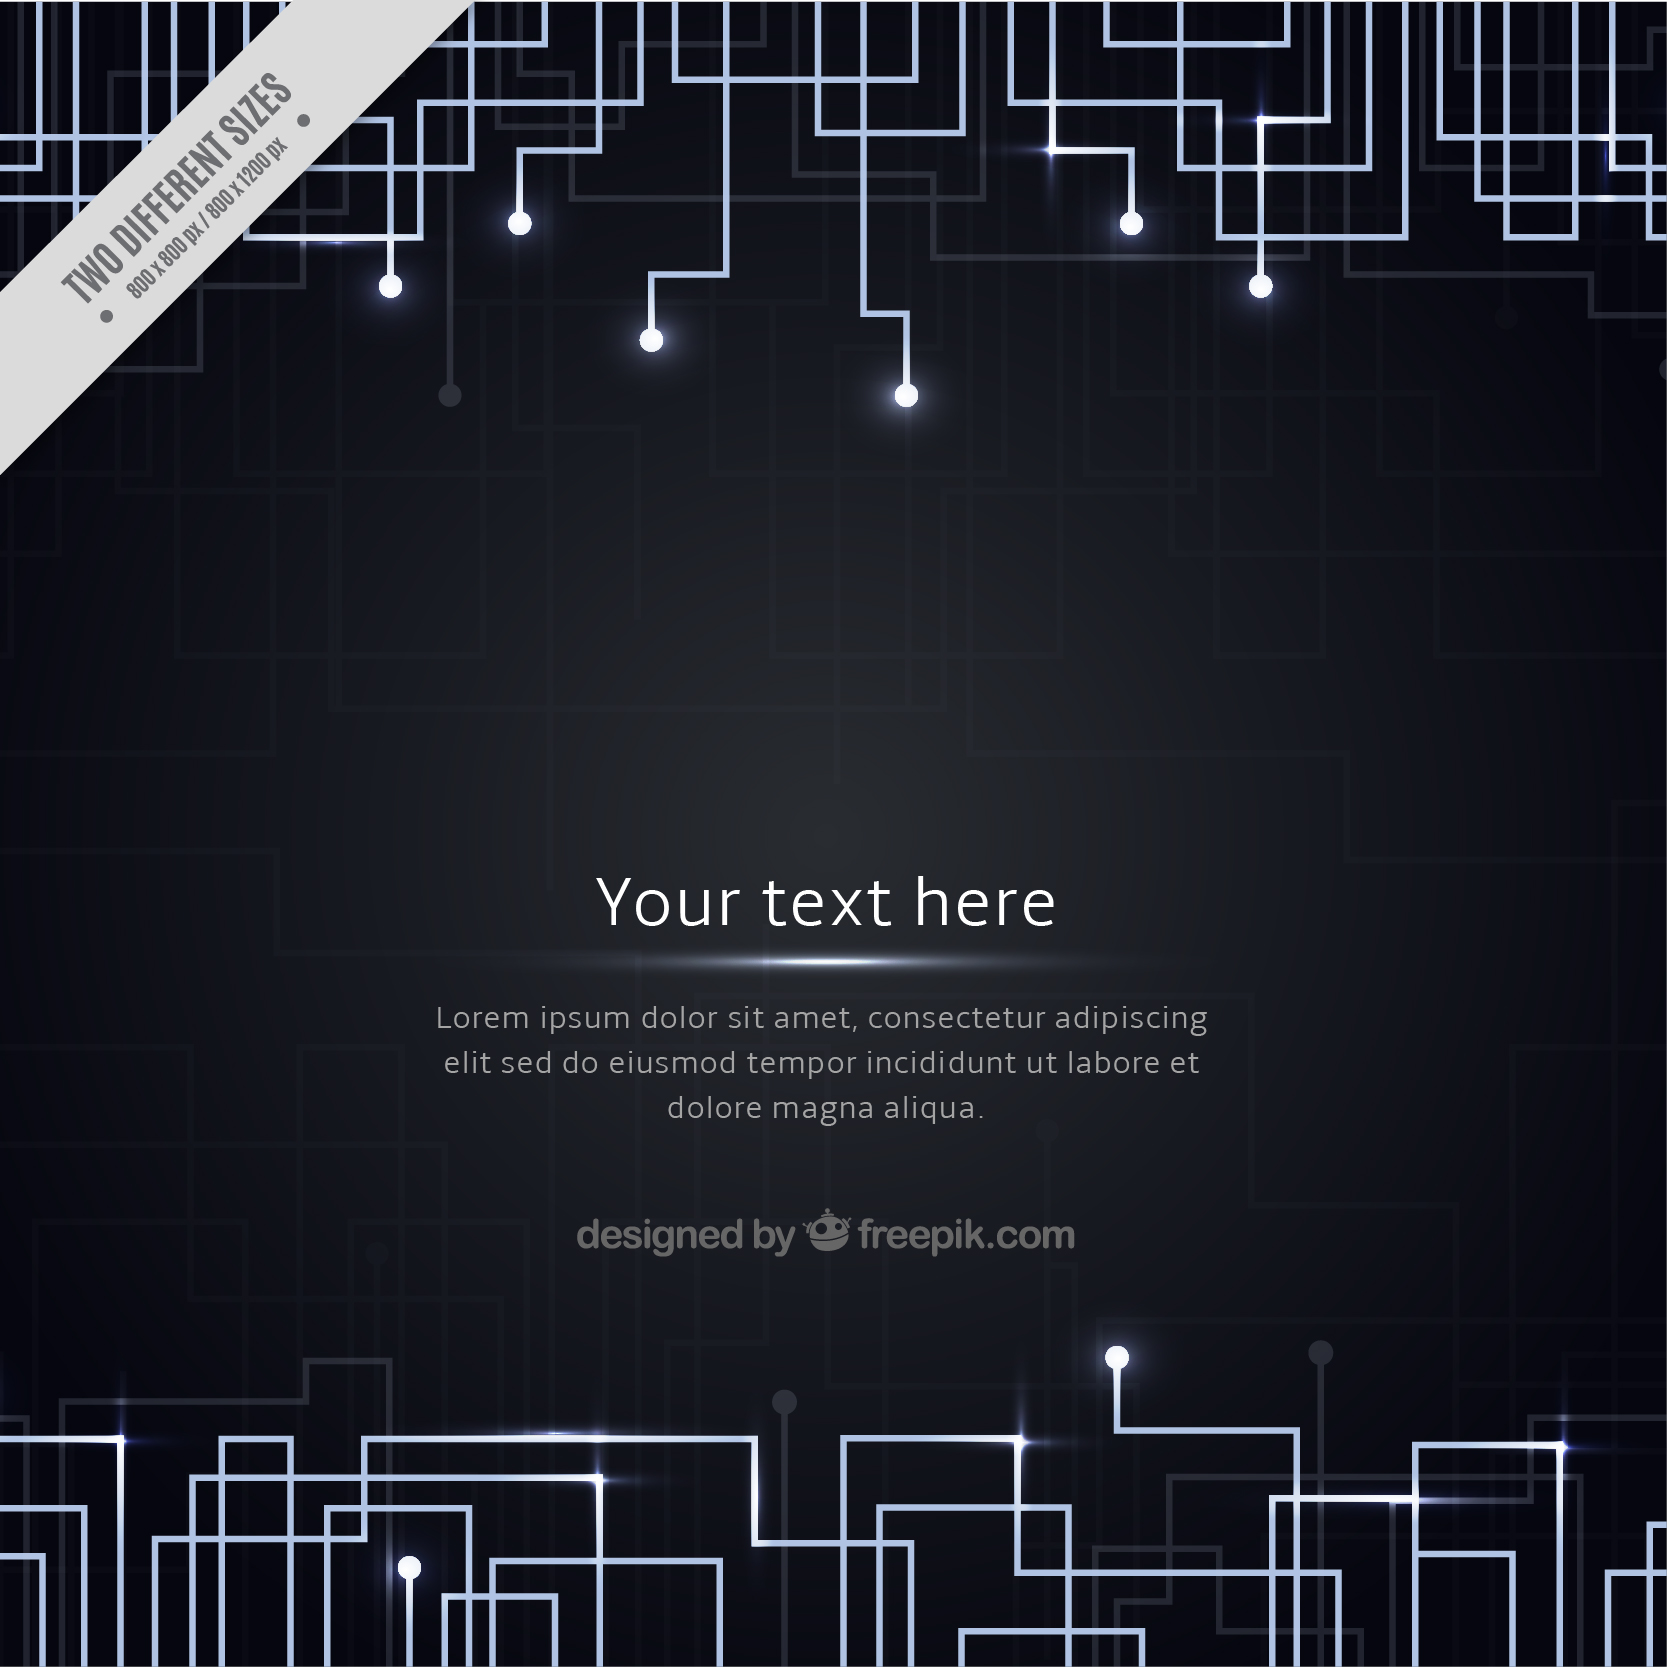 TWO DIFFERENT SIZES
800 x 800 px / 800 x 1200 px
Your text here
Lorem ipsum dolor sit amet, consectetur adipiscing
elit sed do eiusmod tempor incididunt ut labore et
dolore magna aliqua.
designed by freepik.com